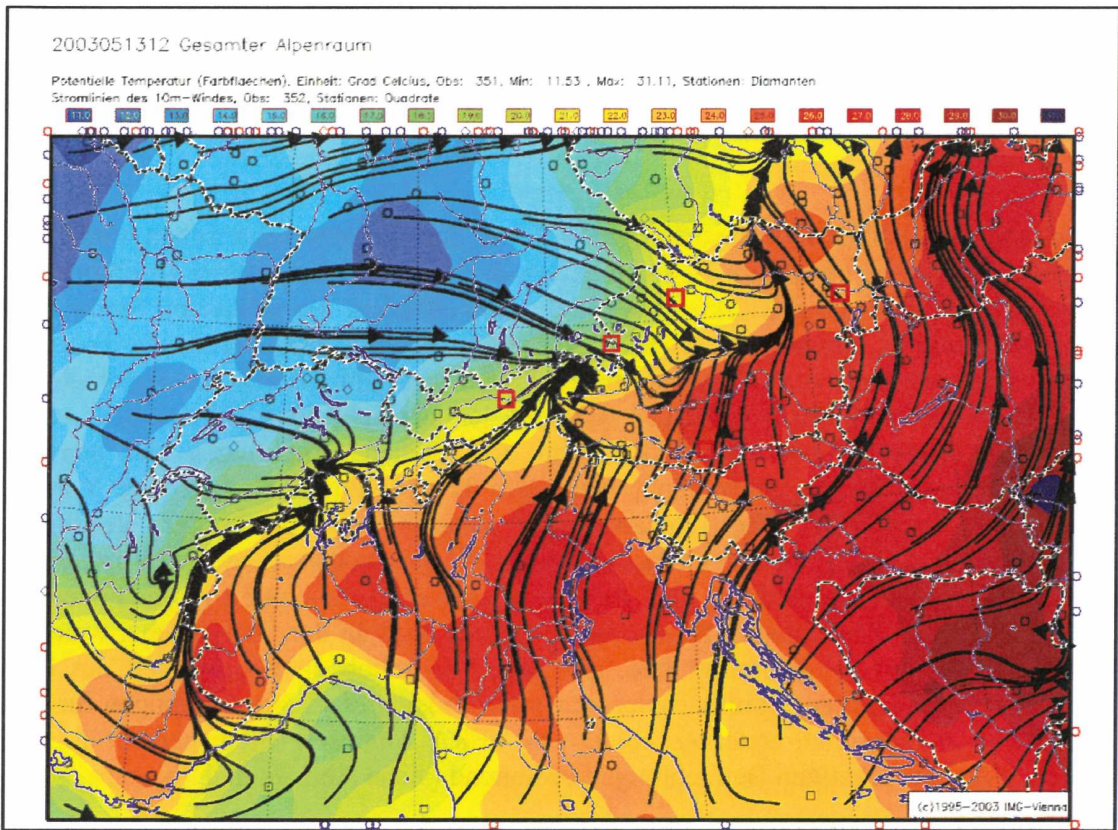 2003051312 Gesamter Alpenraum
Potentielle Temperatur (Farbflaechen), Einheit: Grad Celcius, Obs: 351, Min: 11.53 , Max: 31.11, Stationen: Diamanten
Stromlinien des 10m-Windes, Obs: 352, Stationen: Quadrate
11.0 12.0 13.0 14.0 15.0 16.0 17.0 18.0 19.0 20.0 21.0 22.0 23.0 24.0 25.0 26.0 27.0 28.0 29.0 30.0
(c)1995-2003 IMG-Vienna